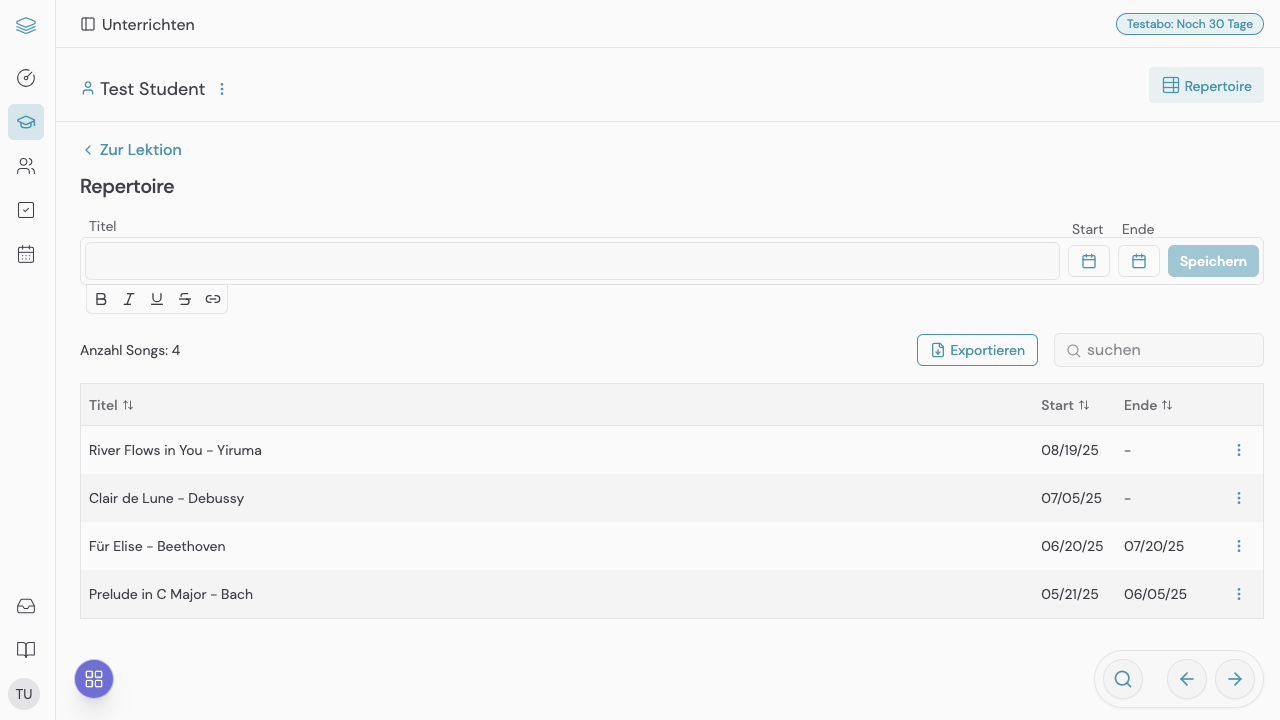 Unterrichten
Testabo: Noch 30 Tage
Test Student
Repertoire
Zur Lektion
Repertoire
Titel
Start
Ende
Speichern
Anzahl Songs: 4
Exportieren
suchen
Titel Start Ende
River Flows in You - Yiruma 08/19/25 -
Clair de Lune - Debussy 07/05/25 -
Für Elise - Beethoven 06/20/25 07/20/25
Prelude in C Major - Bach 05/21/25 06/05/25
TU